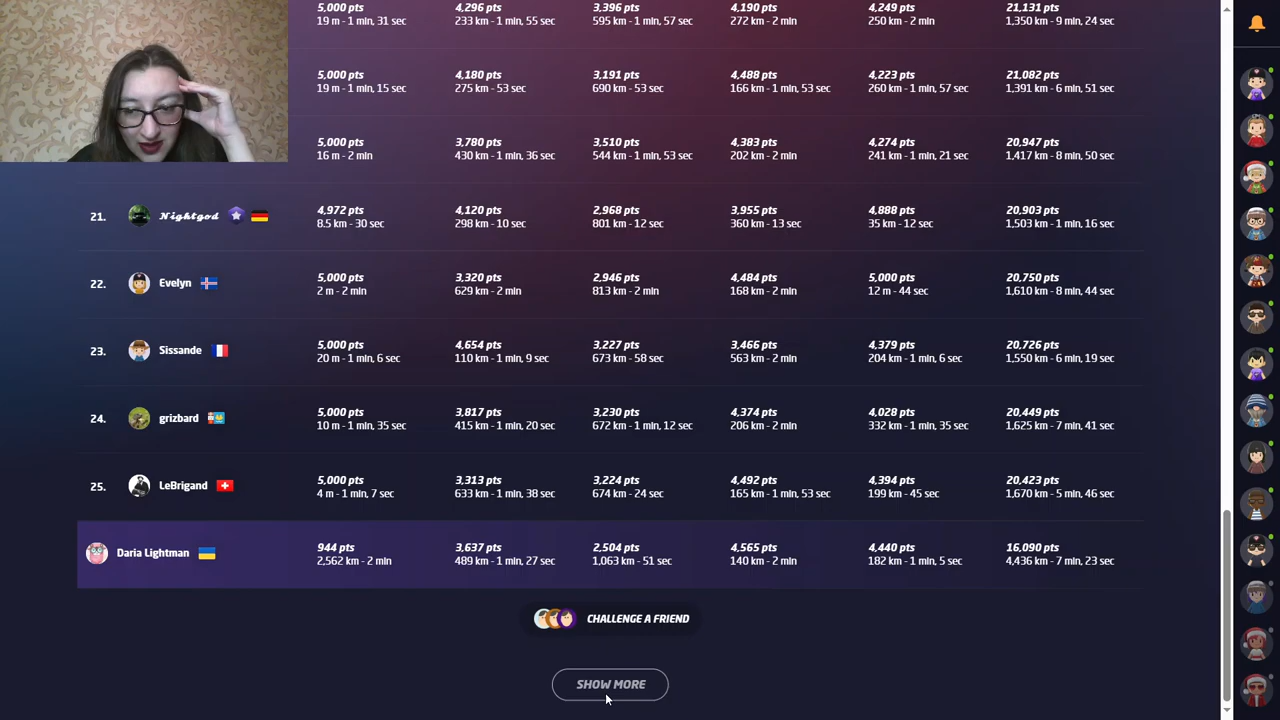 5,000 pts 4,296 pts 3,396 pts 4,190 pts 4,249 pts 21,131 pts
19 m - 1 min, 31 sec 233 km - 1 min, 55 sec 595 km - 1 min, 57 sec 272 km - 2 min 250 km - 2 min 1,350 km - 9 min, 24 sec
5,000 pts 4,180 pts 3,191 pts 4,488 pts 4,223 pts 21,082 pts
19 m - 1 min, 15 sec 275 km - 53 sec 690 km - 53 sec 166 km - 1 min, 53 sec 260 km - 1 min, 57 sec 1,391 km - 6 min, 51 sec
5,000 pts 3,780 pts 3,510 pts 4,383 pts 4,274 pts 20,947 pts
16 m - 2 min 430 km - 1 min, 36 sec 544 km - 1 min, 53 sec 202 km - 2 min 241 km - 1 min, 21 sec 1,417 km - 8 min, 50 sec
21. 𝓝𝓲𝓰𝓱𝓽𝓰𝓸𝓭 4,972 pts 4,120 pts 2,968 pts 3,955 pts 4,888 pts 20,903 pts
8.5 km - 30 sec 298 km - 10 sec 801 km - 12 sec 360 km - 13 sec 35 km - 12 sec 1,503 km - 1 min, 16 sec
22. Evelyn 5,000 pts 3,320 pts 2,946 pts 4,484 pts 5,000 pts 20,750 pts
2 m - 2 min 629 km - 2 min 813 km - 2 min 168 km - 2 min 12 m - 44 sec 1,610 km - 8 min, 44 sec
23. Sissande 5,000 pts 4,654 pts 3,227 pts 3,466 pts 4,379 pts 20,726 pts
20 m - 1 min, 6 sec 110 km - 1 min, 9 sec 673 km - 58 sec 563 km - 2 min 204 km - 1 min, 6 sec 1,550 km - 6 min, 19 sec
24. grizbard 5,000 pts 3,817 pts 3,230 pts 4,374 pts 4,028 pts 20,449 pts
10 m - 1 min, 35 sec 415 km - 1 min, 20 sec 672 km - 1 min, 12 sec 206 km - 2 min 332 km - 1 min, 35 sec 1,625 km - 7 min, 41 sec
25. LeBrigand 5,000 pts 3,313 pts 3,224 pts 4,492 pts 4,394 pts 20,423 pts
4 m - 1 min, 7 sec 633 km - 1 min, 38 sec 674 km - 24 sec 165 km - 1 min, 53 sec 199 km - 45 sec 1,670 km - 5 min, 46 sec
Daria Lightman 944 pts 3,637 pts 2,504 pts 4,565 pts 4,440 pts 16,090 pts
2,562 km - 2 min 489 km - 1 min, 27 sec 1,063 km - 51 sec 140 km - 2 min 182 km - 1 min, 5 sec 4,436 km - 7 min, 23 sec
CHALLENGE A FRIEND
SHOW MORE